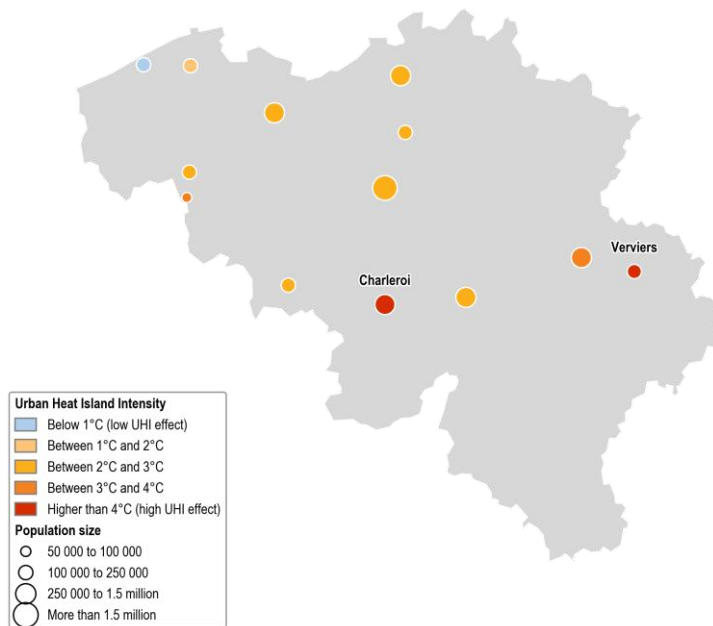 Verviers
Charleroi
Urban Heat Island Intensity
Below 1°C (low UHI effect)
Between 1°C and 2°C
Between 2°C and 3°C
Between 3°C and 4°C
Higher than 4°C (high UHI effect)
Population size
50 000 to 100 000
100 000 to 250 000
250 000 to 1.5 million
More than 1.5 million